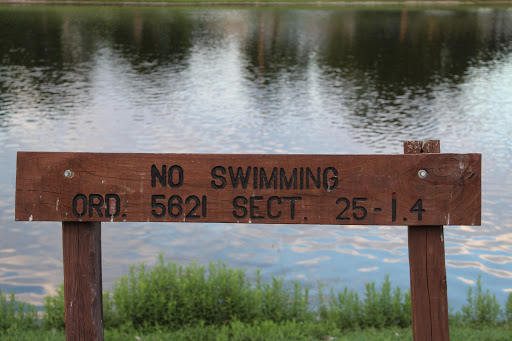 NO SWIMMING
ORD. 5621 SECT. 25-1.4